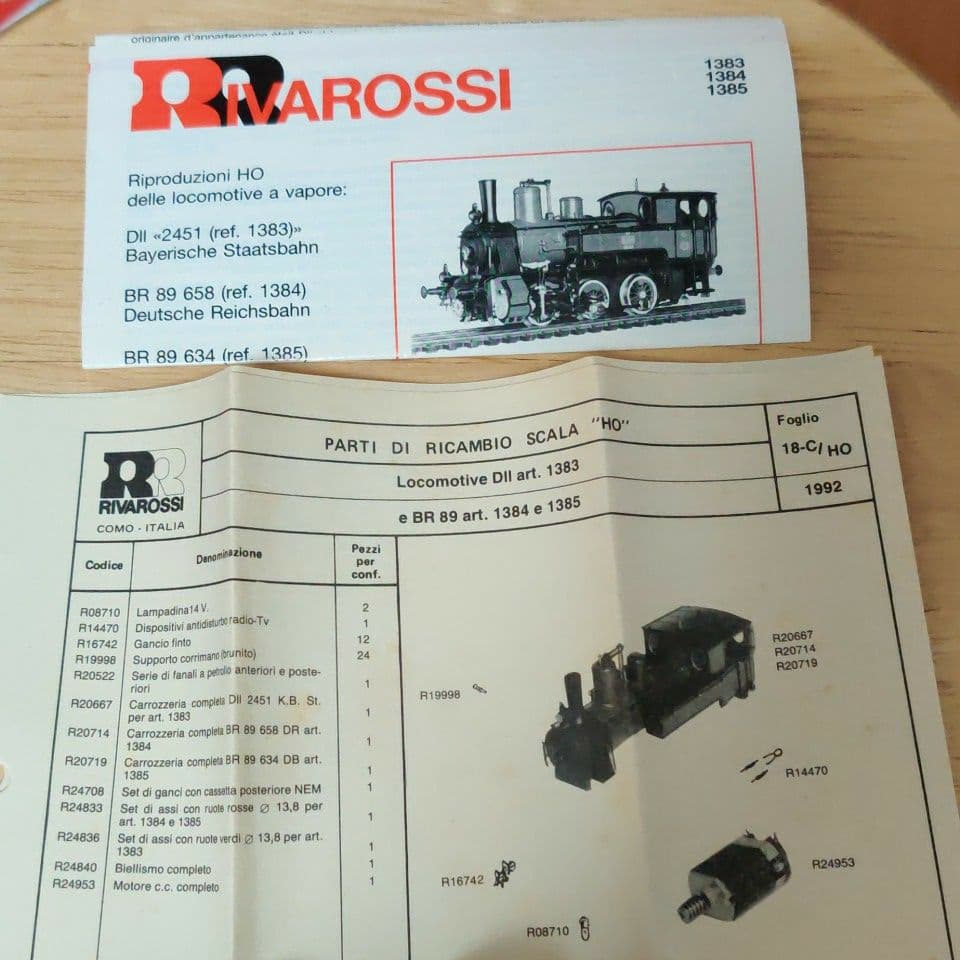 originaire d'appartenance était DII
RIVAROSSI
1383
1384
1385
Riproduzioni HO
delle locomotive a vapore:
DII «2451 (ref. 1383)»
Bayerische Staatsbahn
BR 89 658 (ref. 1384)
Deutsche Reichsbahn
BR 89 634 (ref. 1385)
RR
RIVAROSSI
COMO - ITALIA
PARTI DI RICAMBIO SCALA "HO"
Locomotive DII art. 1383
e BR 89 art. 1384 e 1385
Foglio
18-C/HO
1992
Codice Denominazione Pezzi per conf.
R08710 Lampadina14 V. 2
R14470 Dispositivi antidisturbo radio-Tv 1
R16742 Gancio finto 12
R19998 Supporto corrimano (brunito) 24
R20522 Serie di fanali a petrolio anteriori e poste-
riori 1
R20667 Carrozzeria completa DII 2451 K.B. St.
per art. 1383 1
R20714 Carrozzeria completa BR 89 658 DR art.
1384 1
R20719 Carrozzeria completa BR 89 634 DB art.
1385 1
R24708 Set di ganci con cassetta posteriore NEM 1
R24833 Set di assi con ruote rosse ∅ 13,8 per
art. 1384 e 1385 1
R24836 Set di assi con ruote verdi ∅ 13,8 per art.
1383 1
R24840 Biellismo completo 1
R24953 Motore c.c. completo 1
R20667
R20714
R20719
R19998
R14470
R16742
R24953
R08710